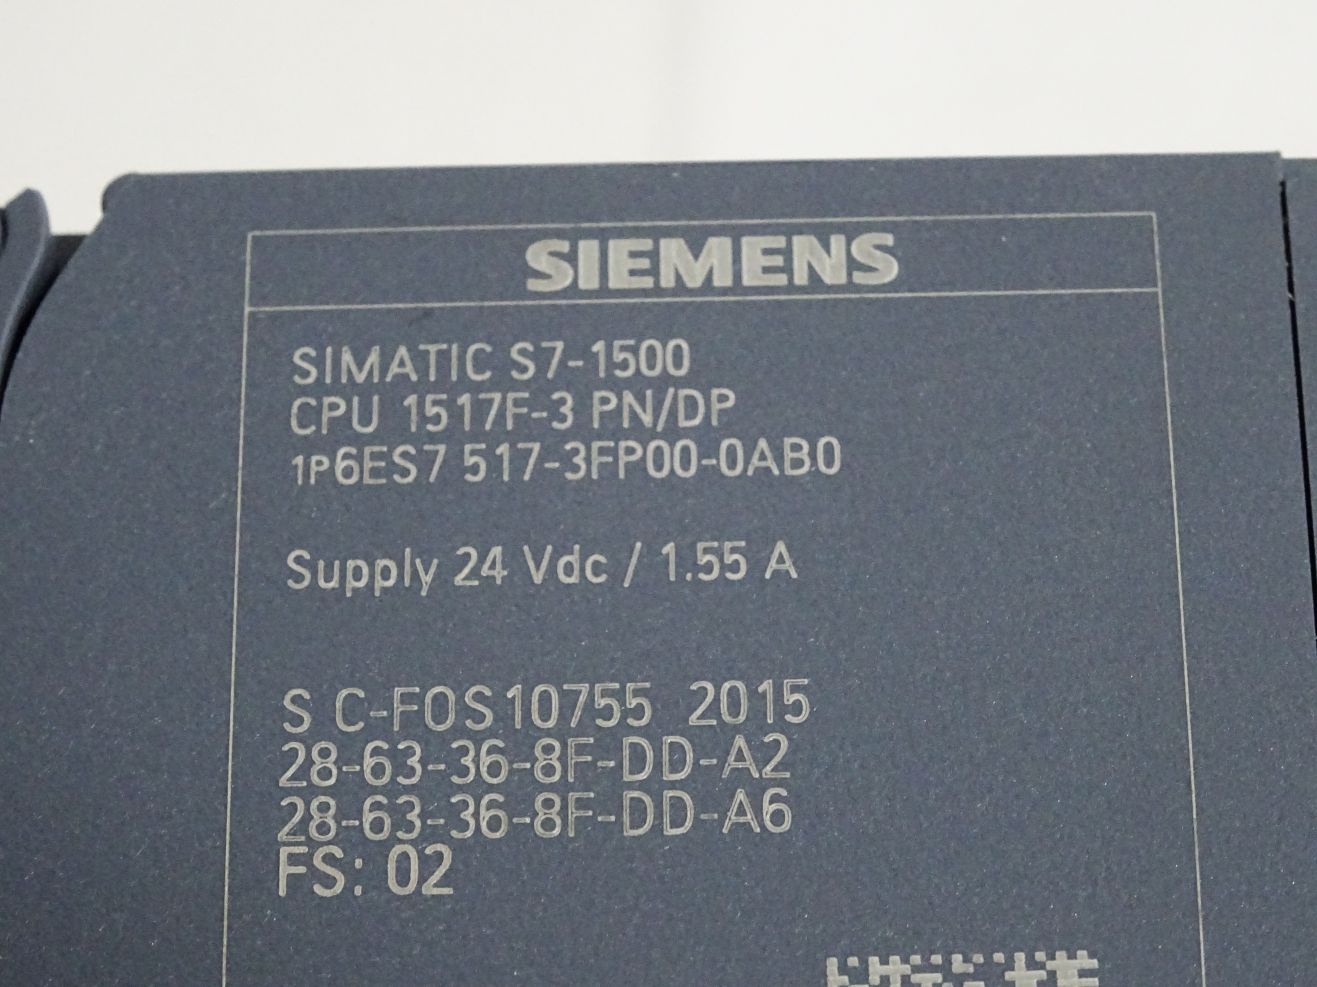 SIEMENS
SIMATIC S7-1500
CPU 1517F-3 PN/DP
1P6ES7 517-3FP00-0AB0
Supply 24 Vdc / 1.55 A
S C-F0S10755 2015
28-63-36-8F-DD-A2
28-63-36-8F-DD-A6
FS: 02